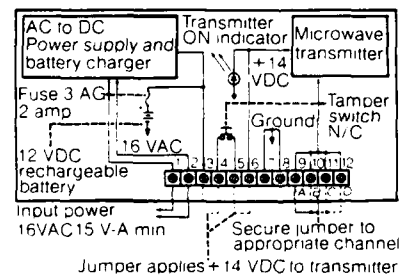 AC to DC
Power supply and
battery charger
Transmitter
ON indicator
Microwave
transmitter
+14
VDC
Fuse 3 AG
2 amp
Tamper
switch
N/C
Ground
16 VAC
12 VDC
rechargeable
battery
1 2 3 4 5 6 7 8 9 10 11 12
A B C D
Input power
16VAC 15 V-A min
Secure jumper to
appropriate channel
Jumper applies +14 VDC to transmitter